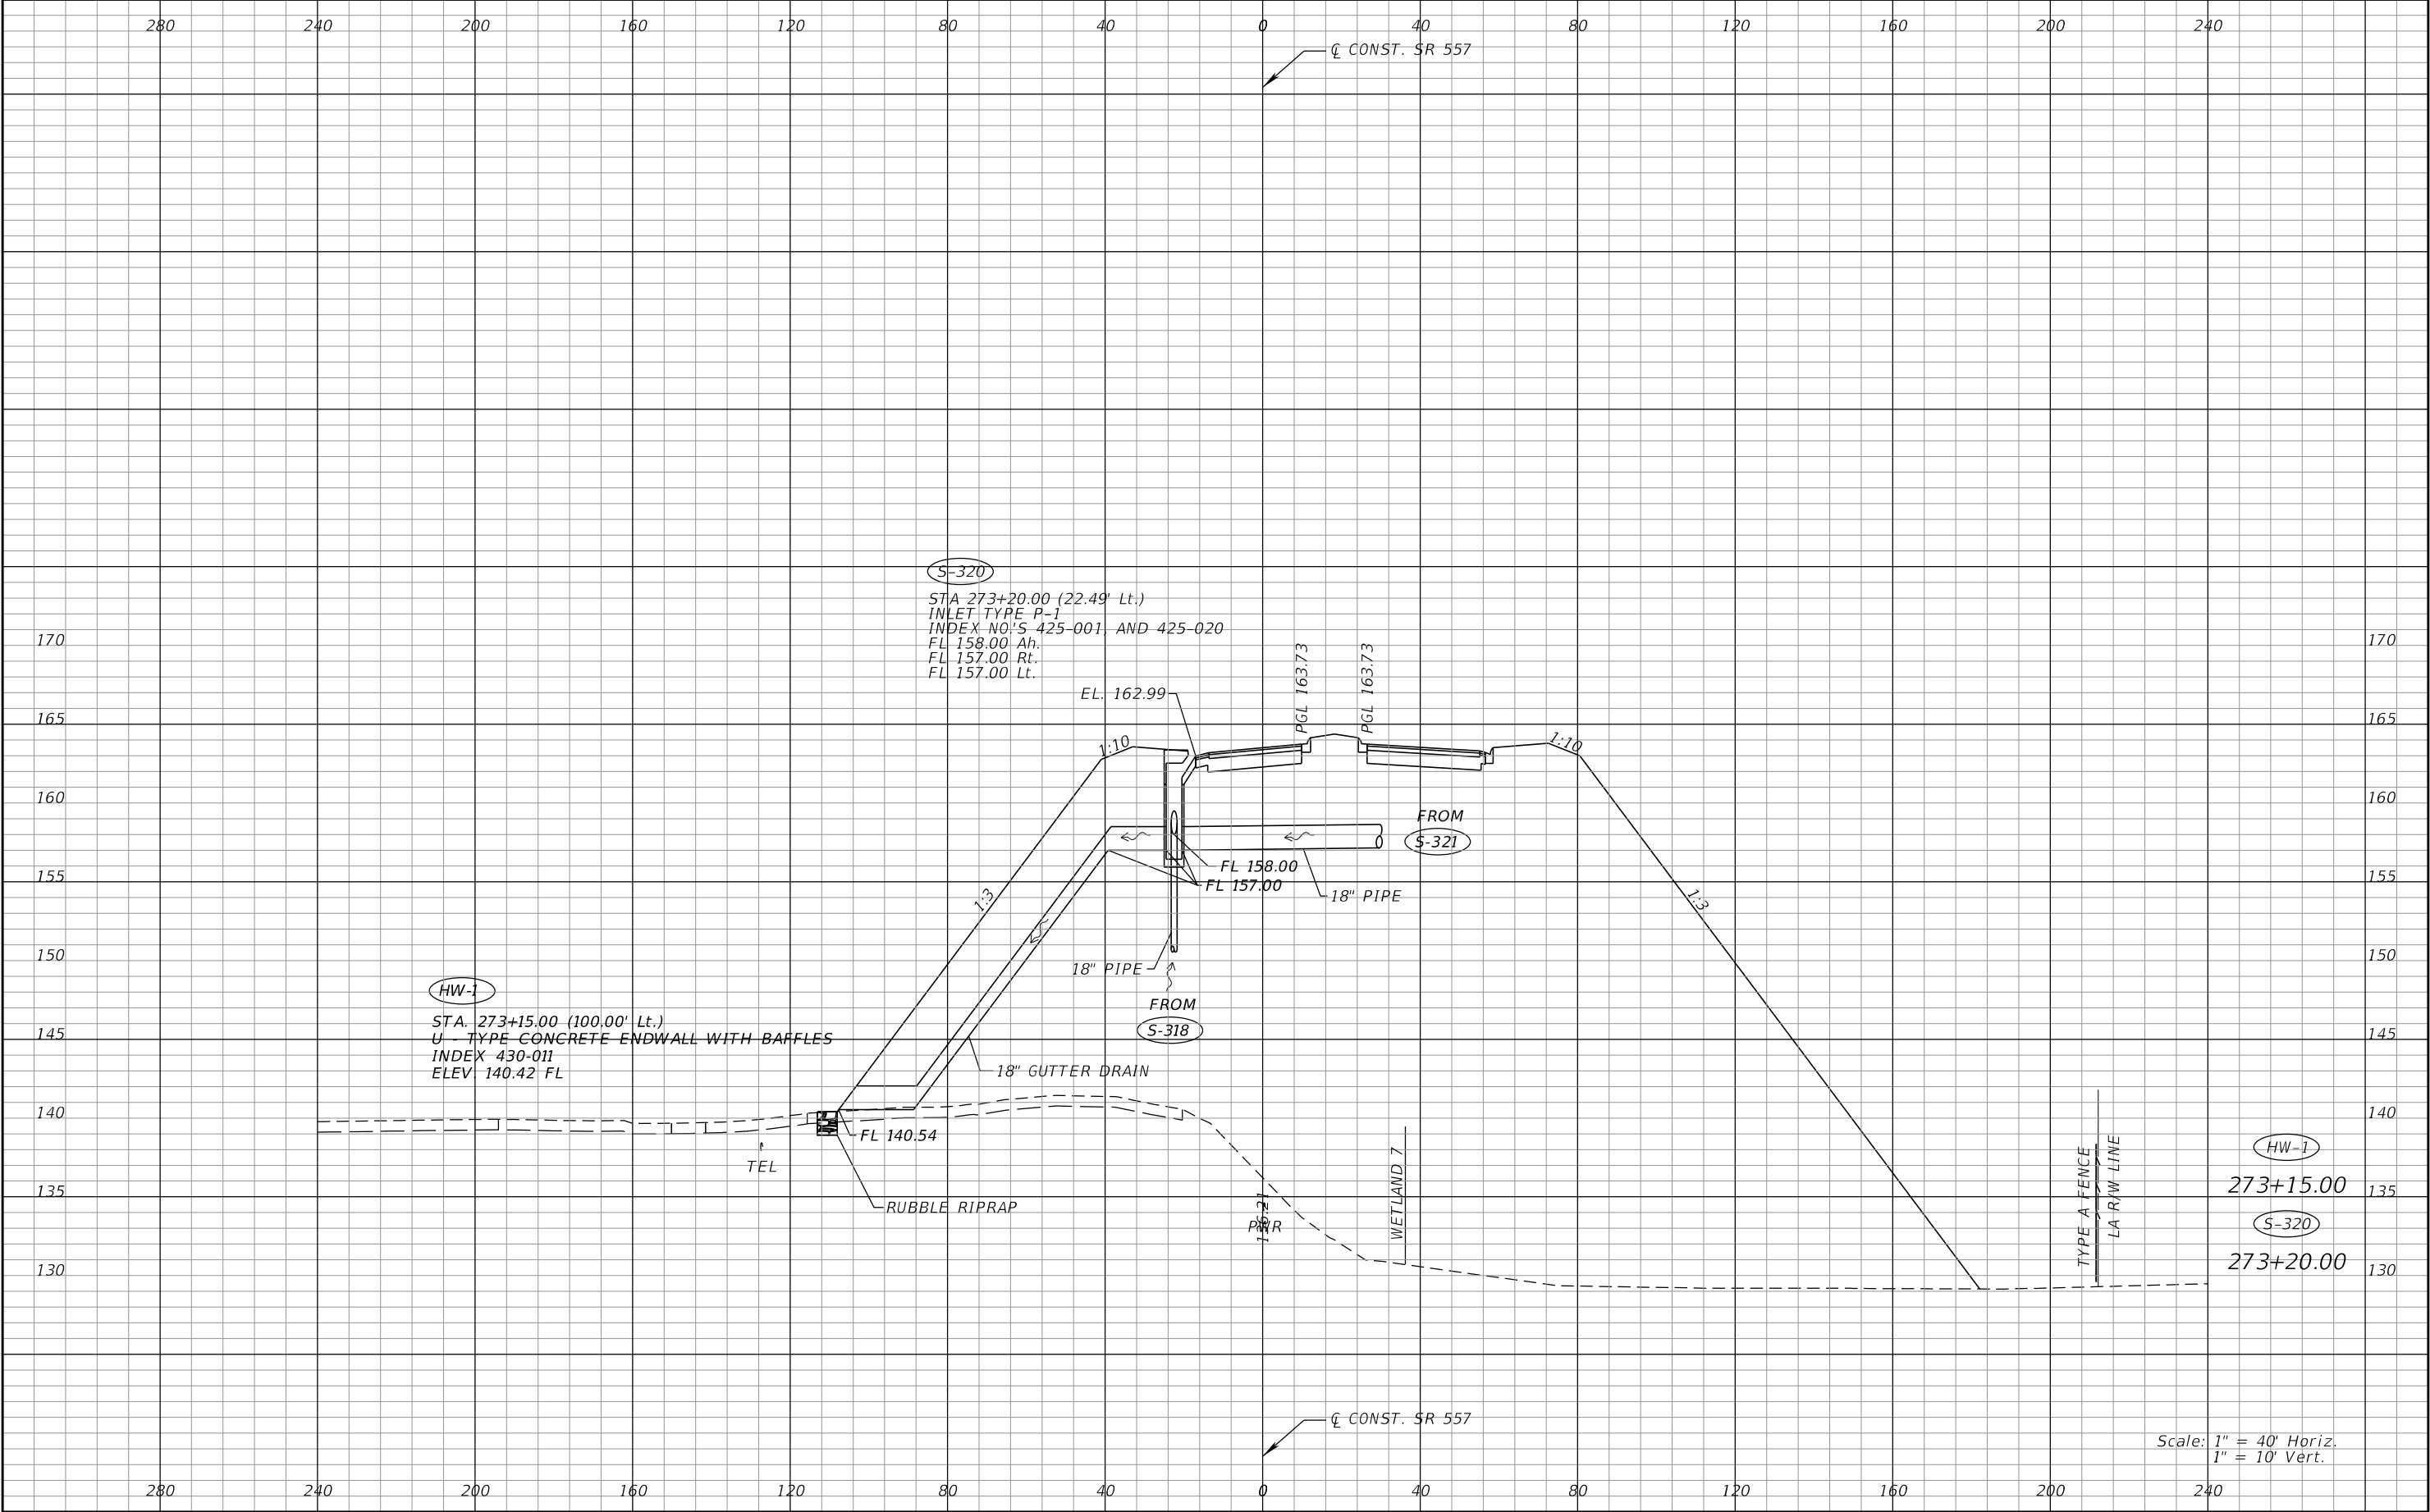 280 240 200 160 120 80 40 0 40 80 120 160 200 240
℄ CONST. SR 557
S-320
STA 273+20.00 (22.49' Lt.)
INLET TYPE P-1
INDEX NO.'S 425-001, AND 425-020
FL 158.00 Ah.
FL 157.00 Rt.
FL 157.00 Lt.
EL. 162.99
PGL 163.73
PGL 163.73
170 170
165 165
160 160
155 155
150 150
145 145
140 140
135 135
130 130
1:10
1:10
1:3
1:3
FROM
S-321
FL 158.00
FL 157.00
18" PIPE
18" PIPE
FROM
S-318
HW-1
STA. 273+15.00 (100.00' Lt.)
U - TYPE CONCRETE ENDWALL WITH BAFFLES
INDEX 430-011
ELEV. 140.42 FL
18" GUTTER DRAIN
FL 140.54
TEL
RUBBLE RIPRAP
136.21
PWR
WETLAND 7
TYPE A FENCE
LA R/W LINE
HW-1
273+15.00
S-320
273+20.00
℄ CONST. SR 557
Scale: 1" = 40' Horiz.
1" = 10' Vert.
280 240 200 160 120 80 40 0 40 80 120 160 200 240